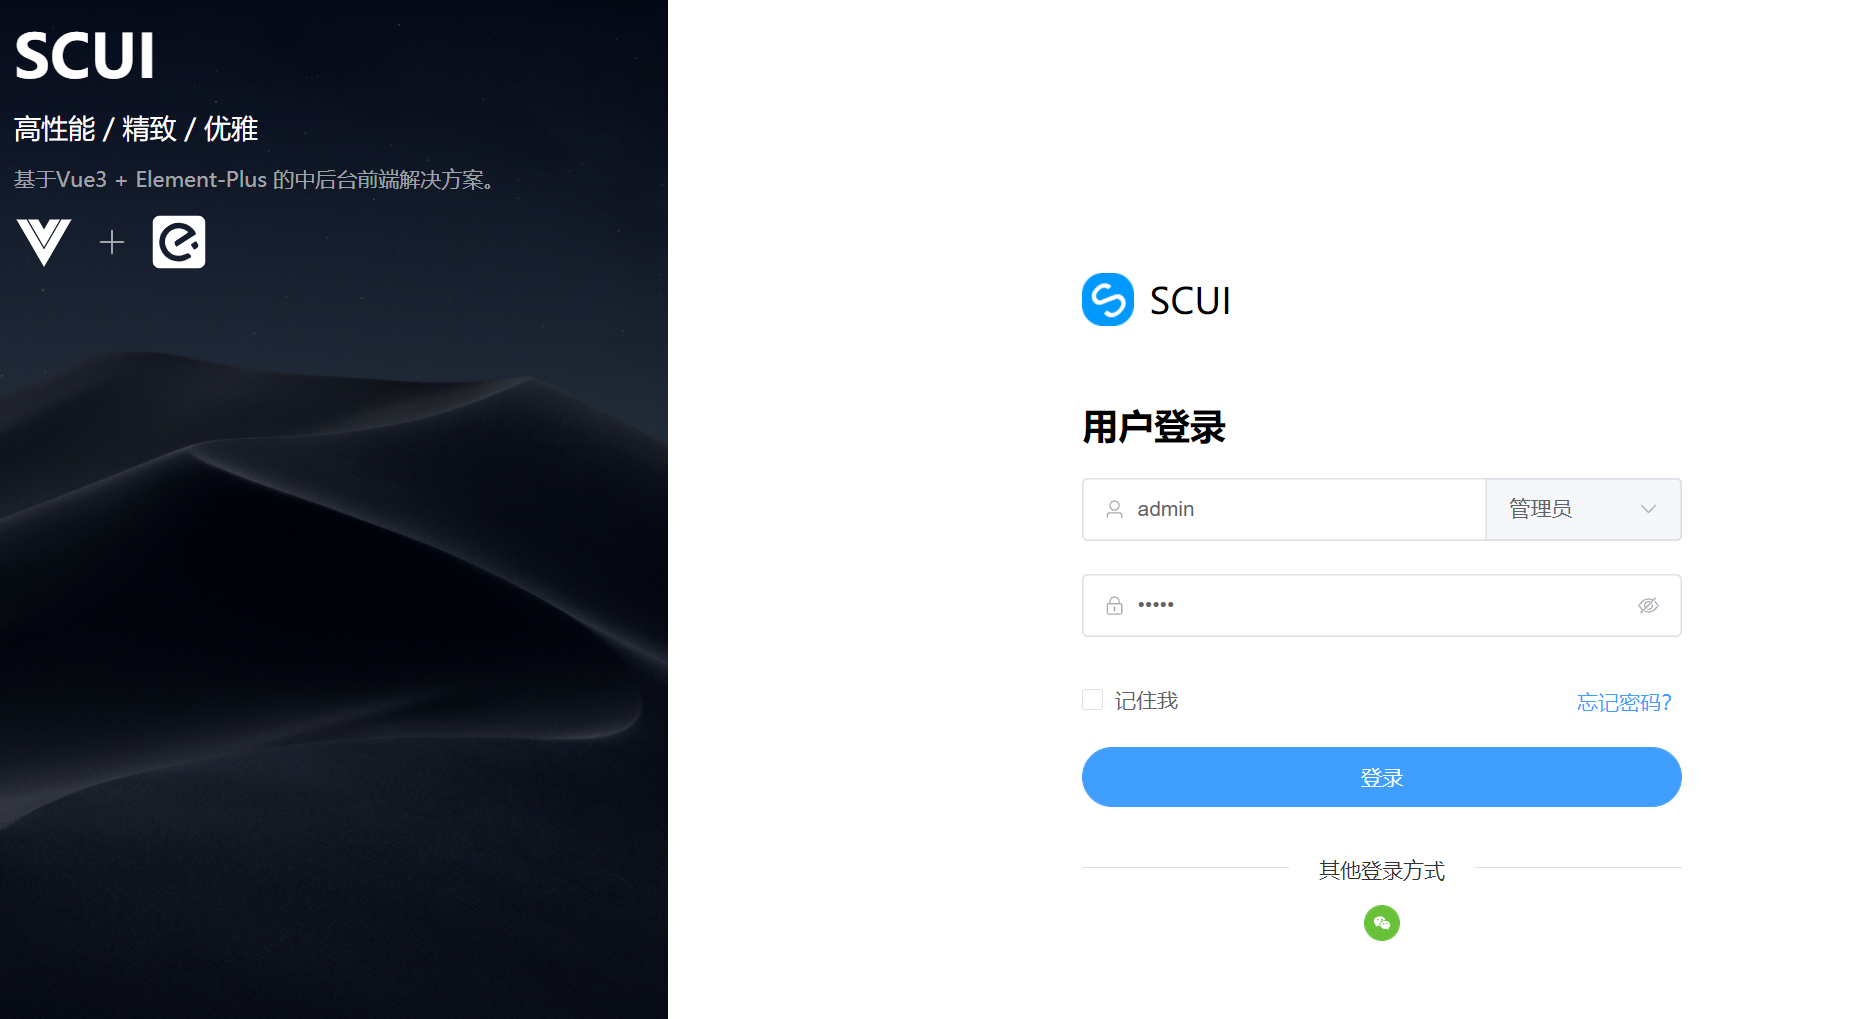 SCUI
高性能 / 精致 / 优雅
基于Vue3 + Element-Plus 的中后台前端解决方案。
SCUI
用户登录
admin
管理员
•••••
记住我
忘记密码?
登录
其他登录方式